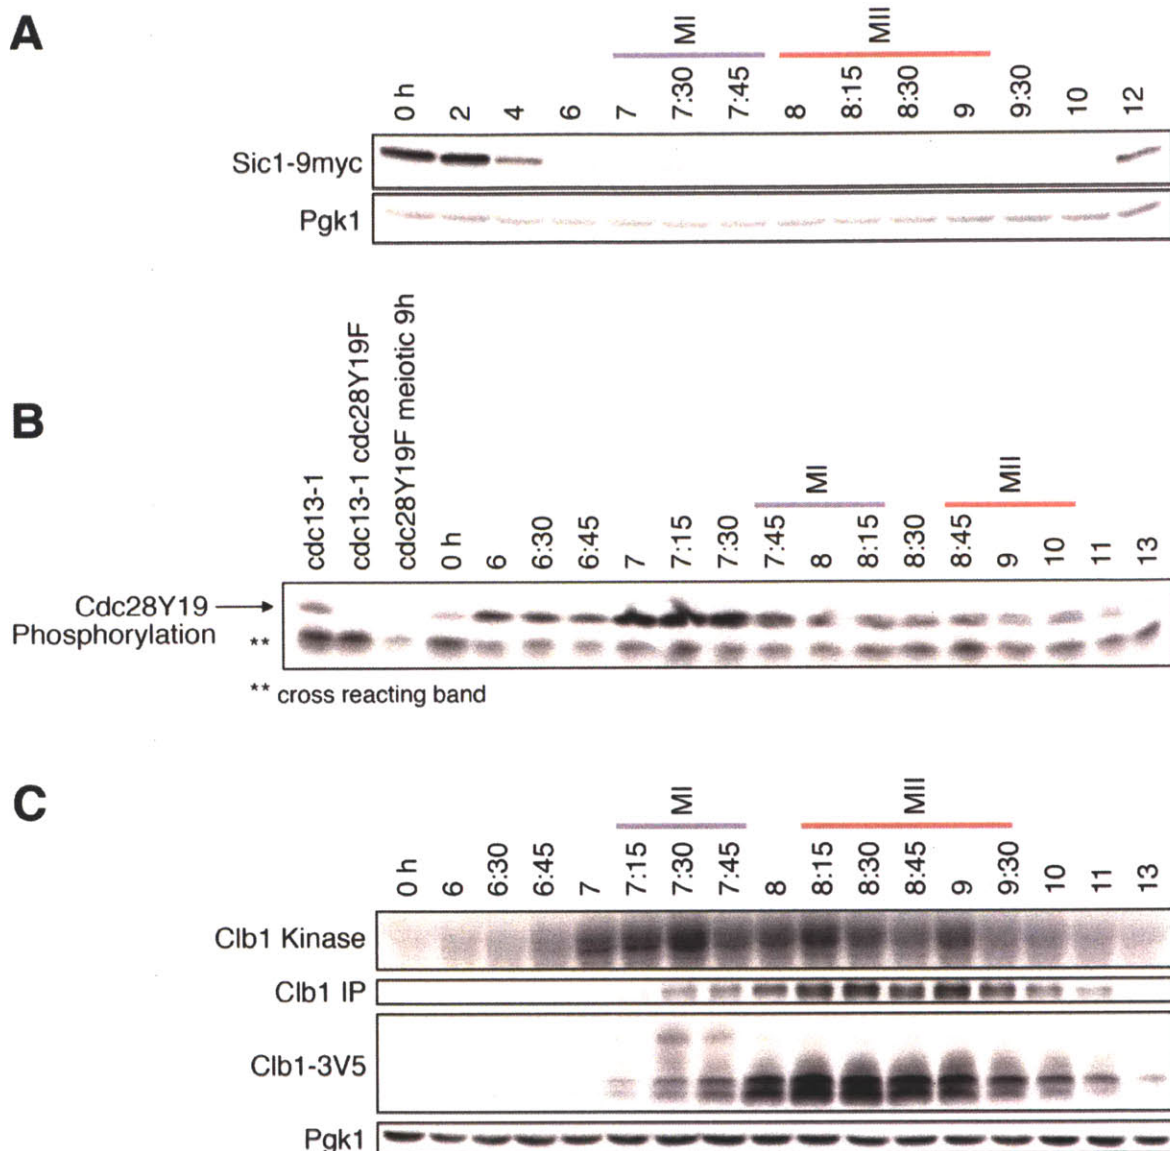 A
MI
MII
0 h
2
4
6
7
7:30
7:45
8
8:15
8:30
9
9:30
10
12
Sic1-9myc
Pgk1
B
cdc13-1
cdc13-1 cdc28Y19F
cdc28Y19F meiotic 9h
0 h
6
6:30
6:45
7
7:15
7:30
7:45
8
8:15
8:30
8:45
9
10
11
13
MI
MII
Cdc28Y19
Phosphorylation
**
** cross reacting band
C
MI
MII
0 h
6
6:30
6:45
7
7:15
7:30
7:45
8
8:15
8:30
8:45
9
9:30
10
11
13
Clb1 Kinase
Clb1 IP
Clb1-3V5
Pgk1